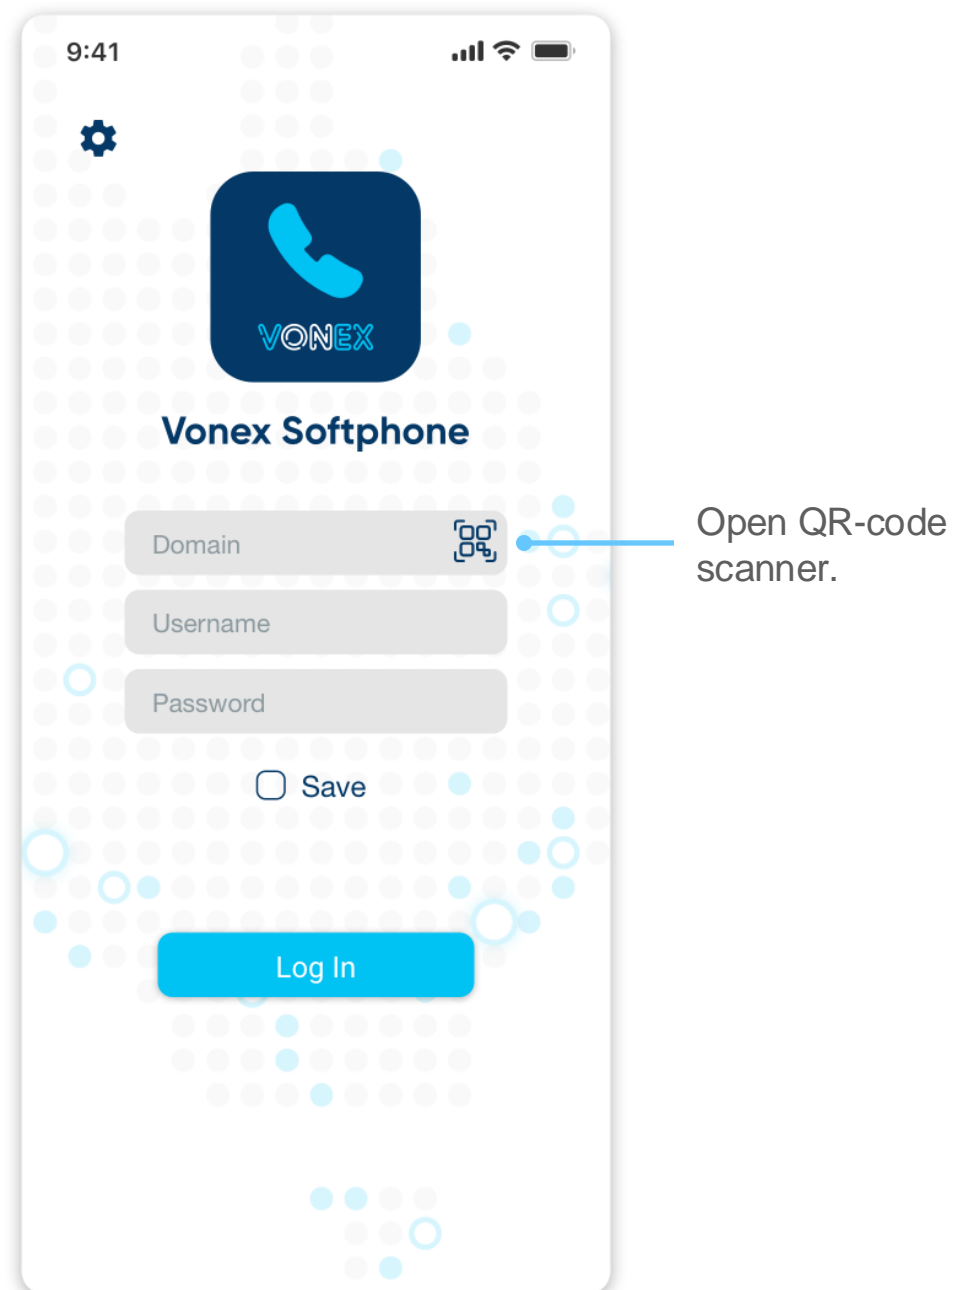 9:41
VONEX
Vonex Softphone
Domain
Open QR-code
scanner.
Username
Password
Save
Log In